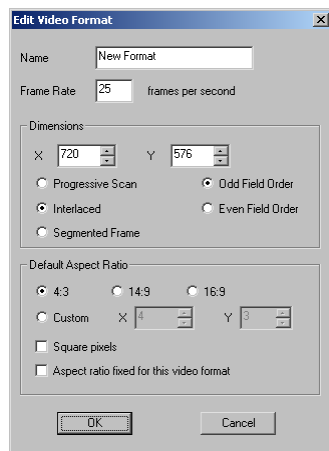 Edit Video Format
Name New Format
Frame Rate 25 frames per second
Dimensions
X 720 Y 576
Progressive Scan Odd Field Order
Interlaced Even Field Order
Segmented Frame
Default Aspect Ratio
4:3 14:9 16:9
Custom X 4 Y 3
Square pixels
Aspect ratio fixed for this video format
OK Cancel